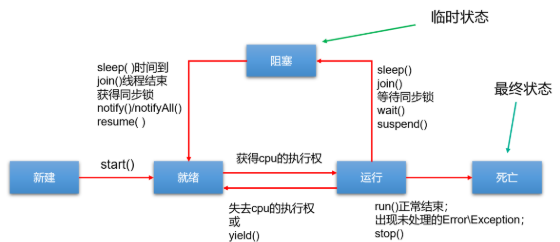 临时状态
阻塞
sleep( )时间到
join()线程结束
获得同步锁
notify()/notifyAll()
resume( )
sleep()
join()
等待同步锁
wait()
suspend()
最终状态
新建
start()
就绪
获得cpu的执行权
运行
死亡
失去cpu的执行权
或
yield()
run()正常结束；
出现未处理的Error\Exception；
stop()